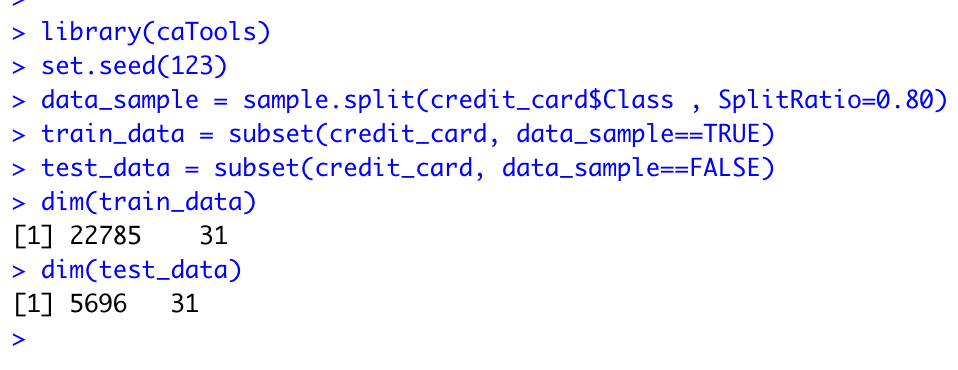 >
> library(caTools)
> set.seed(123)
> data_sample = sample.split(credit_card$Class , SplitRatio=0.80)
> train_data = subset(credit_card, data_sample==TRUE)
> test_data = subset(credit_card, data_sample==FALSE)
> dim(train_data)
[1] 22785    31
> dim(test_data)
[1] 5696   31
>